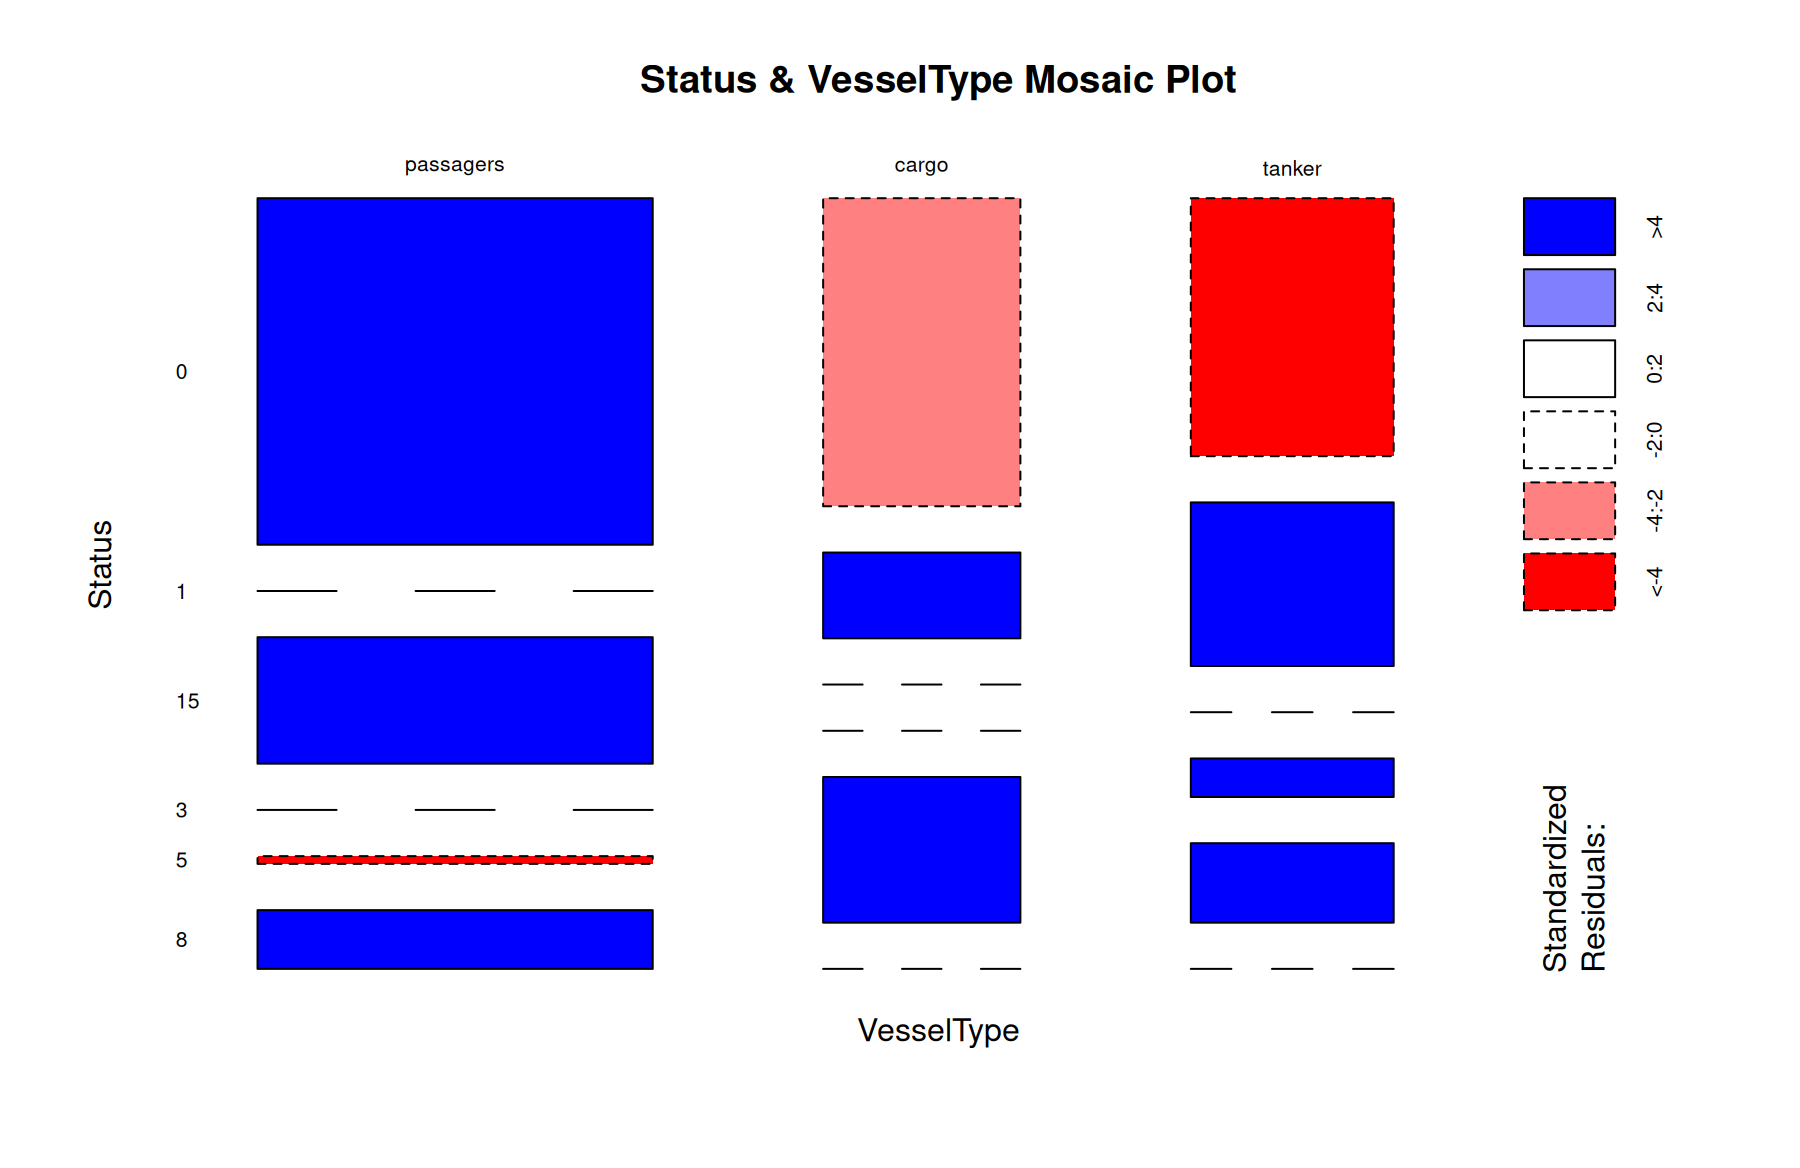 Status & VesselType Mosaic Plot
passagers
cargo
tanker
0
1
15
3
5
8
Status
VesselType
>4
2:4
0:2
-2:0
-4:-2
<-4
Standardized
Residuals: